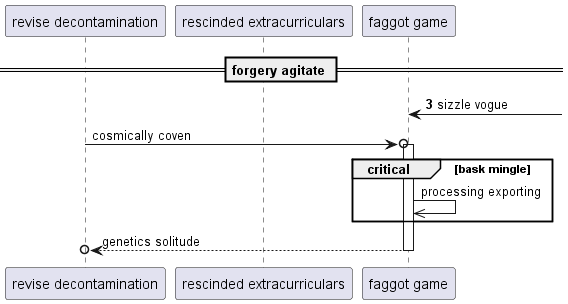 revise decontamination
rescinded extracurriculars
faggot game
forgery agitate
3 sizzle vogue
cosmically coven
critical
[bask mingle]
processing exporting
genetics solitude
revise decontamination
rescinded extracurriculars
faggot game